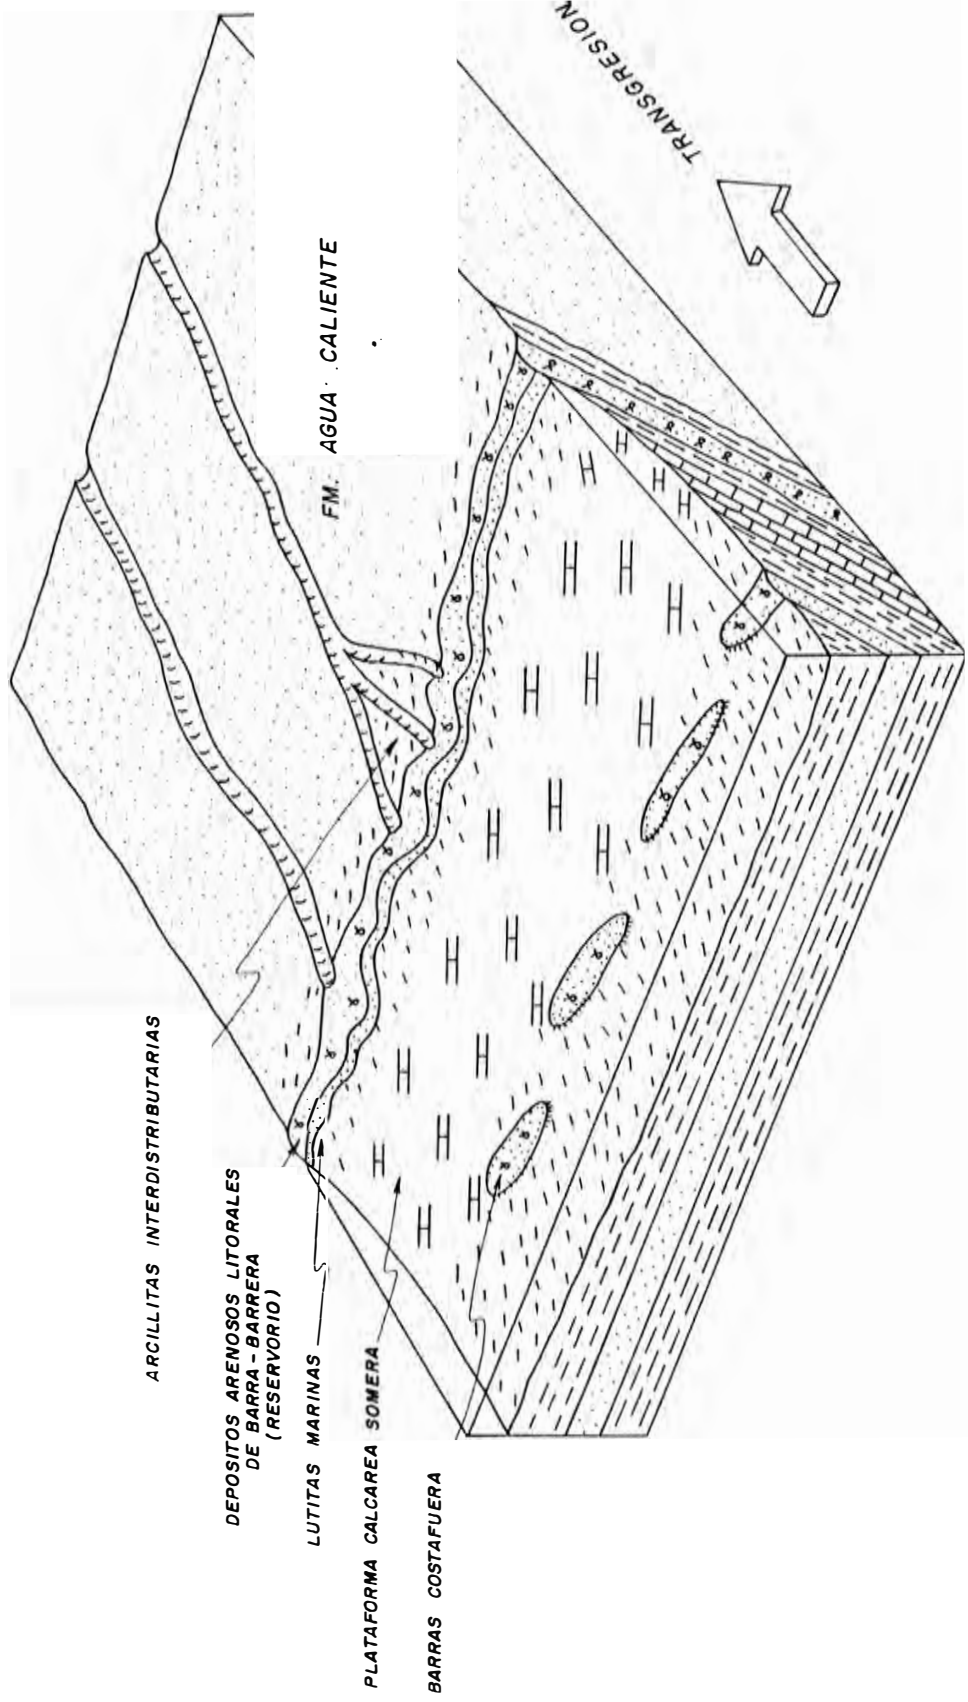 ARCILLITAS INTERDISTRIBUTARIAS
DEPOSITOS ARENOSOS LITORALES
DE BARRA-BARRERA
(RESERVORIO)
LUTITAS MARINAS
PLATAFORMA CALCAREA SOMERA
BARRAS COSTAFUERA
FM. AGUA CALIENTE
TRANSGRESION